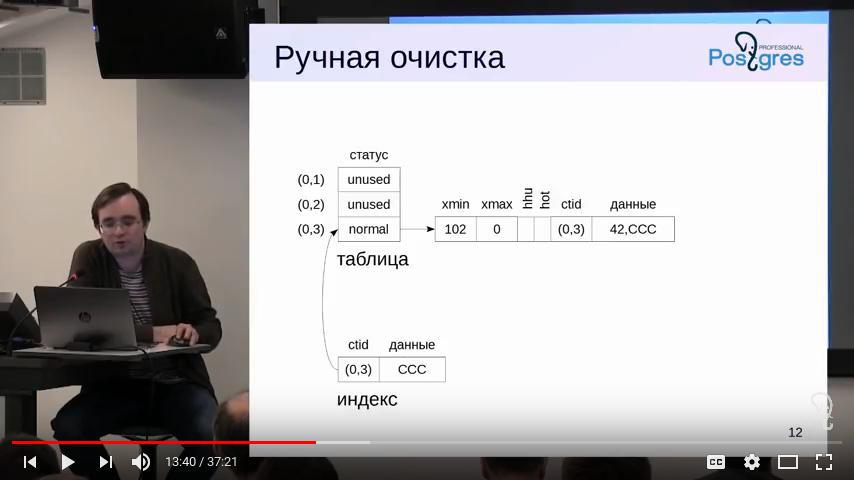 Ручная очистка
PROFESSIONAL
Postgres
статус
(0,1) unused
(0,2) unused
hhu hot
xmin xmax ctid данные
(0,3) normal 102 0 (0,3) 42,CCC
таблица
ctid данные
(0,3) CCC
индекс
12
hp
13:40 / 37:21
CC